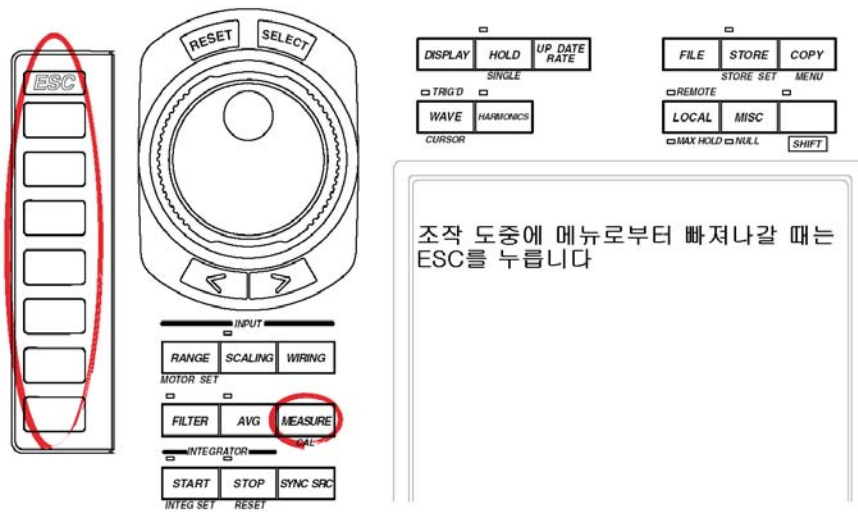 ESC
RESET
SELECT
INPUT
RANGE
SCALING
WIRING
MOTOR SET
FILTER
AVG
MEASURE
CAL
INTEGRATOR
START
STOP
SYNC SRC
INTEG SET
RESET
DISPLAY
HOLD
UP DATE
RATE
SINGLE
TRIG'D
WAVE
HARMONICS
CURSOR
FILE
STORE
COPY
STORE SET
MENU
REMOTE
LOCAL
MISC
MAX HOLD
NULL
SHIFT
조작 도중에 메뉴로부터 빠져나갈 때는
ESC를 누릅니다